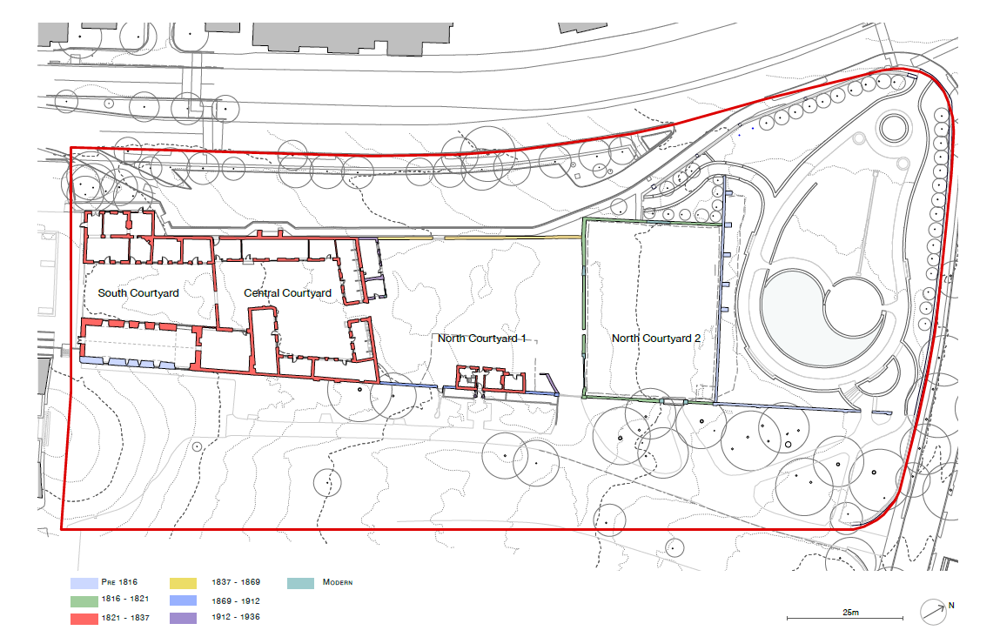 South Courtyard
Central Courtyard
North Courtyard 1
North Courtyard 2
Pre 1816
1816 - 1821
1821 - 1837
1837 - 1869
1869 - 1912
1912 - 1936
Modern
25m
N